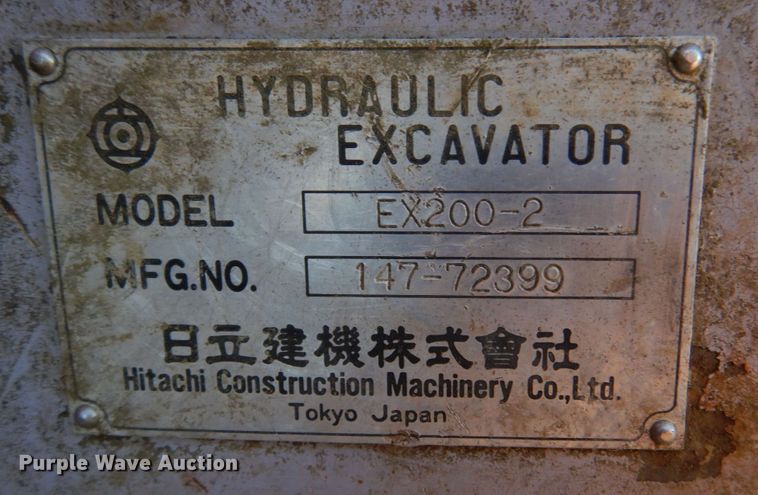 HYDRAULIC
EXCAVATOR
MODEL EX200-2
MFG.NO. 147-72399
日立建機株式會社
Hitachi Construction Machinery Co.,Ltd.
Tokyo Japan
Purple Wave Auction